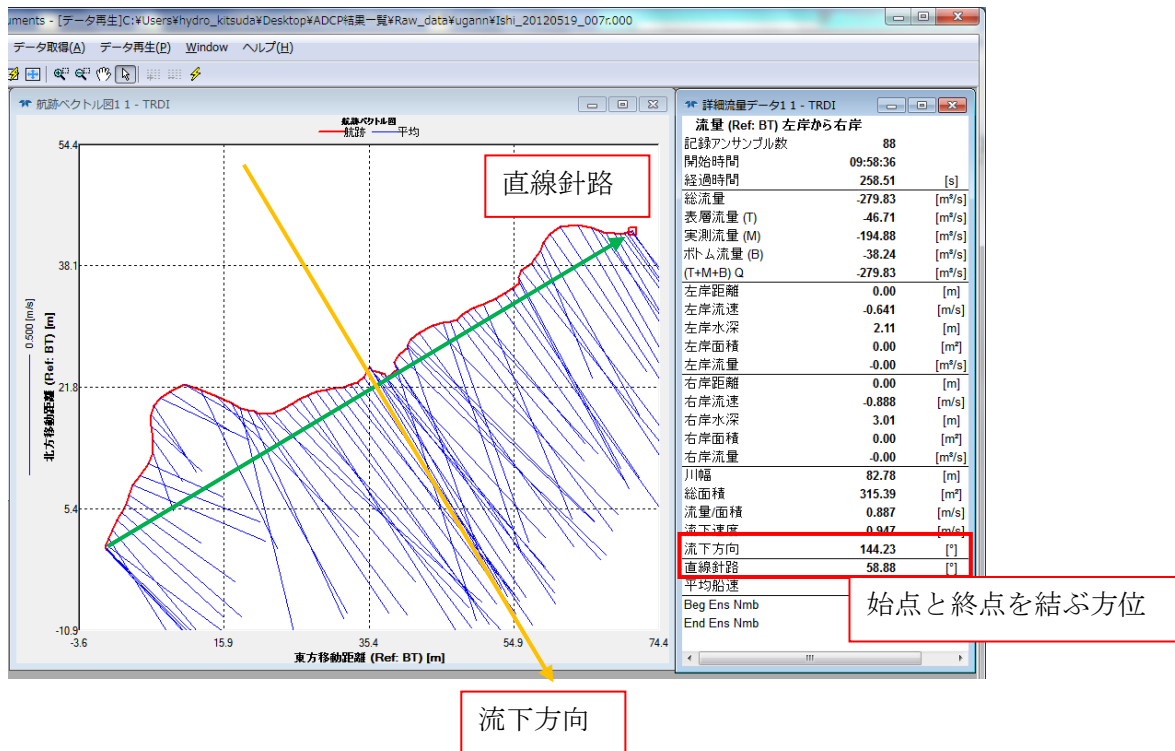 uments - [データ再生]C:¥Users¥hydro_kitsuda¥Desktop¥ADCP結果一覧¥Raw_data¥ugann¥Ishi_20120519_007r.000
データ取得(A) データ再生(P) Window ヘルプ(H)
航跡ベクトル図1 1 - TRDI
航跡ベクトル図
航跡 平均
直線針路
54.4
38.1
21.8
5.4
-10.9
0.500 [m/s]
北方移動距離 (Ref: BT) [m]
-3.6 15.9 35.4 54.9 74.4
東方移動距離 (Ref: BT) [m]
流下方向
詳細流量データ1 1 - TRDI
流量 (Ref: BT) 左岸から右岸
記録アンサンブル数 88
開始時間 09:58:36
経過時間 258.51 [s]
総流量 -279.83 [m³/s]
表層流量 (T) -46.71 [m³/s]
実測流量 (M) -194.88 [m³/s]
ボトム流量 (B) -38.24 [m³/s]
(T+M+B) Q -279.83 [m³/s]
左岸距離 0.00 [m]
左岸流速 -0.641 [m/s]
左岸水深 2.11 [m]
左岸面積 0.00 [m²]
左岸流量 -0.00 [m³/s]
右岸距離 0.00 [m]
右岸流速 -0.888 [m/s]
右岸水深 3.01 [m]
右岸面積 0.00 [m²]
右岸流量 -0.00 [m³/s]
川幅 82.78 [m]
総面積 315.39 [m²]
流量/面積 0.887 [m/s]
流下速度 0.947 [m/s]
流下方向 144.23 [°]
直線針路 58.88 [°]
平均船速
Beg Ens Nmb
End Ens Nmb
始点と終点を結ぶ方位